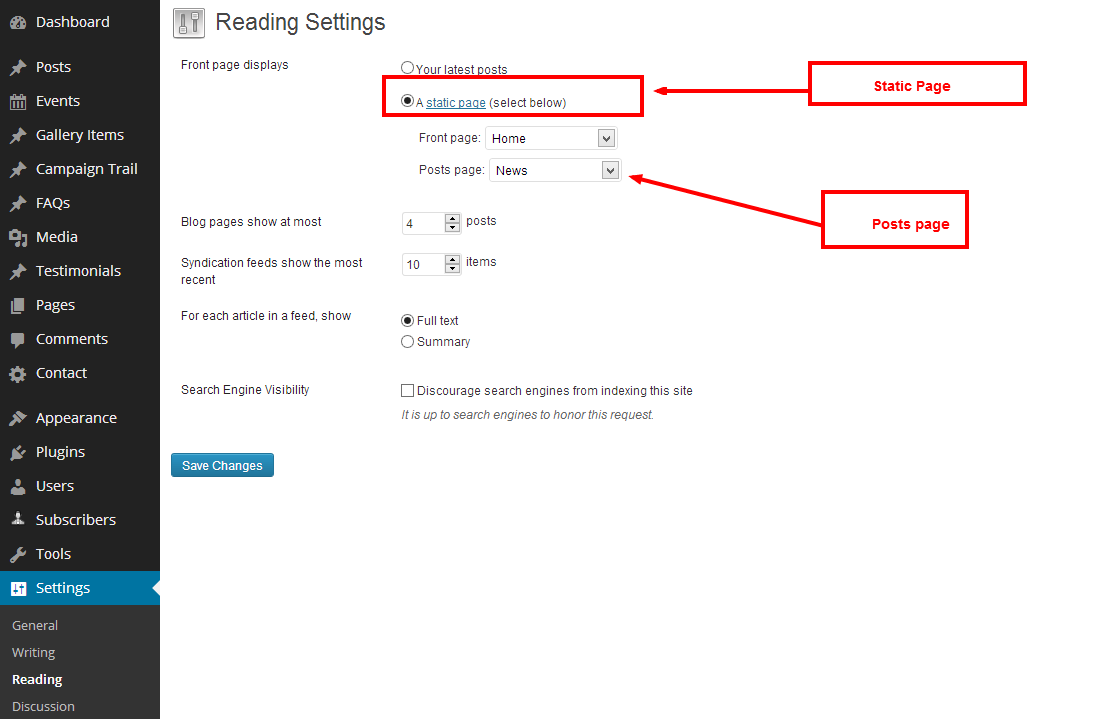 Dashboard
Posts
Events
Gallery Items
Campaign Trail
FAQs
Media
Testimonials
Pages
Comments
Contact
Appearance
Plugins
Users
Subscribers
Tools
Settings
General
Writing
Reading
Discussion
Reading Settings
Front page displays
Your latest posts
A static page (select below)
Static Page
Front page: Home
Posts page: News
Posts page
Blog pages show at most 4 posts
Syndication feeds show the most 10 items
recent
For each article in a feed, show
Full text
Summary
Search Engine Visibility
Discourage search engines from indexing this site
It is up to search engines to honor this request.
Save Changes